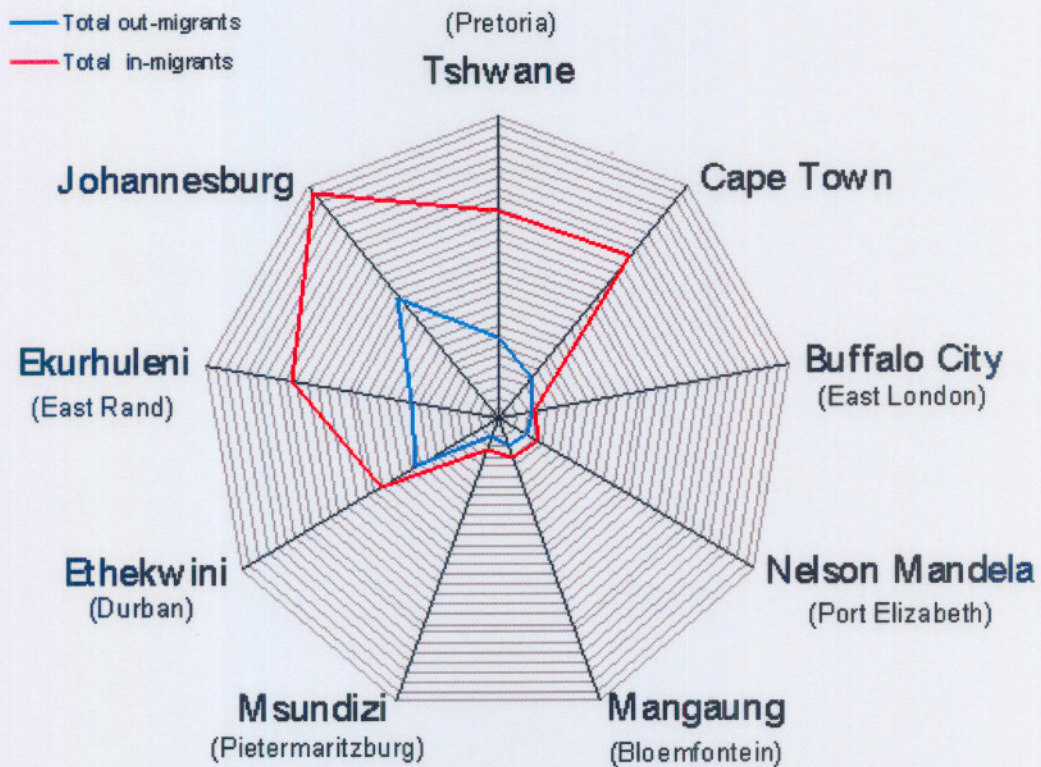 Total out-migrants
Total in-migrants
(Pretoria)
Tshwane
Cape Town
Buffalo City
(East London)
Nelson Mandela
(Port Elizabeth)
Mangaung
(Bloemfontein)
Msundizi
(Pietermaritzburg)
Ethekwini
(Durban)
Ekurhuleni
(East Rand)
Johannesburg